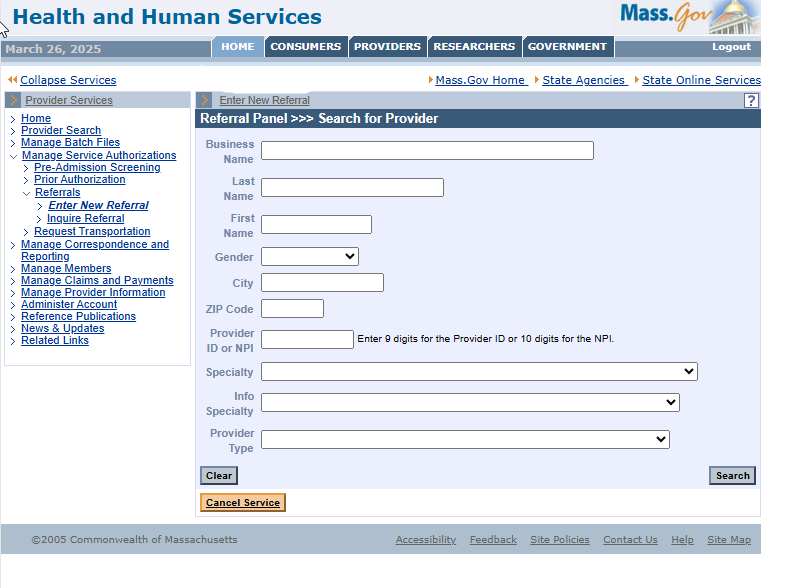 Health and Human Services
Mass.Gov
March 26, 2025
HOME
CONSUMERS
PROVIDERS
RESEARCHERS
GOVERNMENT
Logout
Collapse Services
Mass.Gov Home
State Agencies
State Online Services
Provider Services
Home
Provider Search
Manage Batch Files
Manage Service Authorizations
Pre-Admission Screening
Prior Authorization
Referrals
Enter New Referral
Inquire Referral
Request Transportation
Manage Correspondence and
Reporting
Manage Members
Manage Claims and Payments
Manage Provider Information
Administer Account
Reference Publications
News & Updates
Related Links
Enter New Referral
?
Referral Panel >>> Search for Provider
Business
Name
Last
Name
First
Name
Gender
City
ZIP Code
Provider
ID or NPI
Enter 9 digits for the Provider ID or 10 digits for the NPI.
Specialty
Info
Specialty
Provider
Type
Clear
Search
Cancel Service
©2005 Commonwealth of Massachusetts
Accessibility
Feedback
Site Policies
Contact Us
Help
Site Map